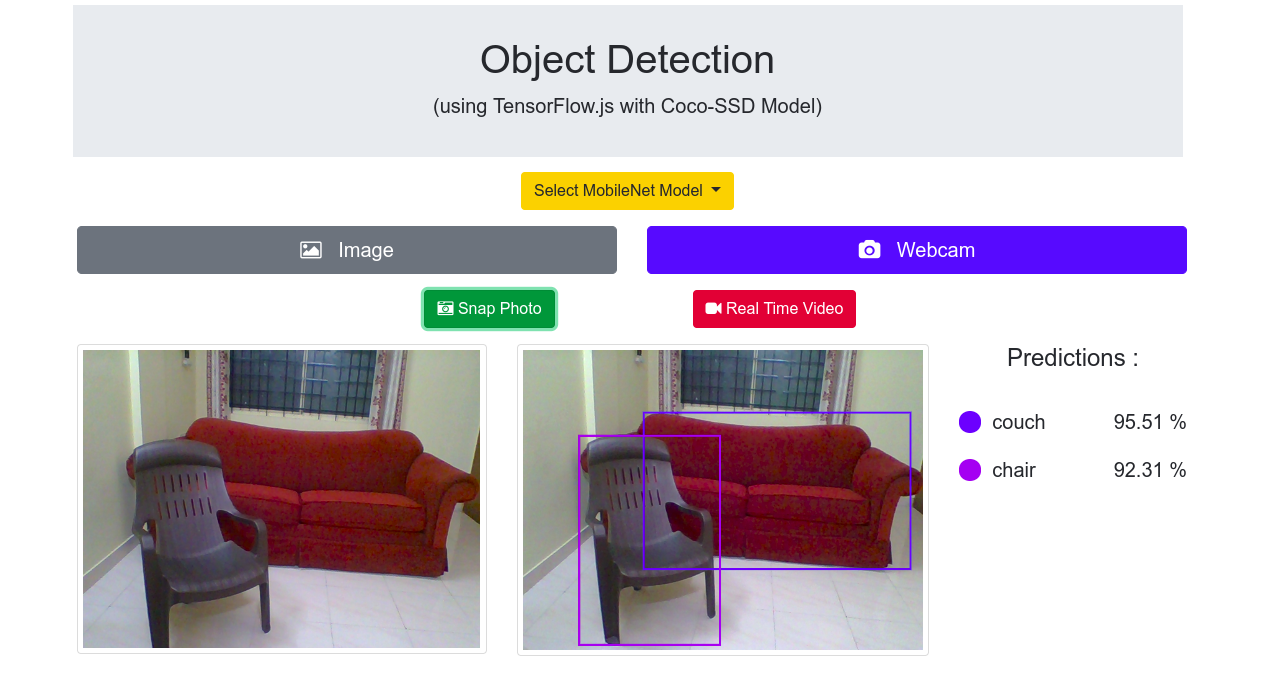 Object Detection
(using TensorFlow.js with Coco-SSD Model)
Select MobileNet Model
Image
Webcam
Snap Photo
Real Time Video
Predictions :
couch 95.51 %
chair 92.31 %